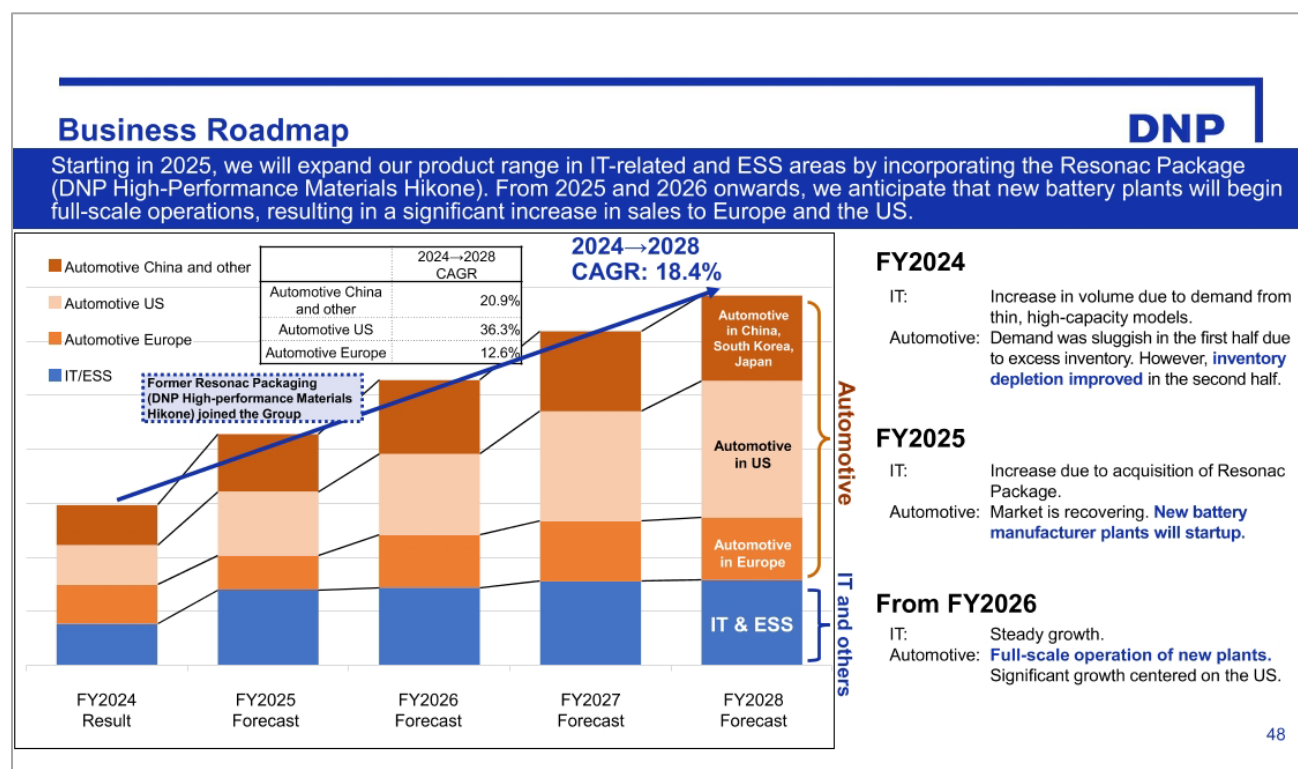 Business Roadmap
DNP
Starting in 2025, we will expand our product range in IT-related and ESS areas by incorporating the Resonac Package
(DNP High-Performance Materials Hikone). From 2025 and 2026 onwards, we anticipate that new battery plants will begin
full-scale operations, resulting in a significant increase in sales to Europe and the US.
Automotive China and other
Automotive US
Automotive Europe
IT/ESS
2024→2028
CAGR
Automotive China
and other
20.9%
Automotive US
36.3%
Automotive Europe
12.6%
2024→2028
CAGR: 18.4%
Former Resonac Packaging
(DNP High-performance Materials
Hikone) joined the Group
Automotive
in China,
South Korea,
Japan
Automotive
in US
Automotive
in Europe
IT & ESS
Automotive
IT and others
FY2024
Result
FY2025
Forecast
FY2026
Forecast
FY2027
Forecast
FY2028
Forecast
FY2024
IT: Increase in volume due to demand from
thin, high-capacity models.
Automotive: Demand was sluggish in the first half due
to excess inventory. However, inventory
depletion improved in the second half.
FY2025
IT: Increase due to acquisition of Resonac
Package.
Automotive: Market is recovering. New battery
manufacturer plants will startup.
From FY2026
IT: Steady growth.
Automotive: Full-scale operation of new plants.
Significant growth centered on the US.
48